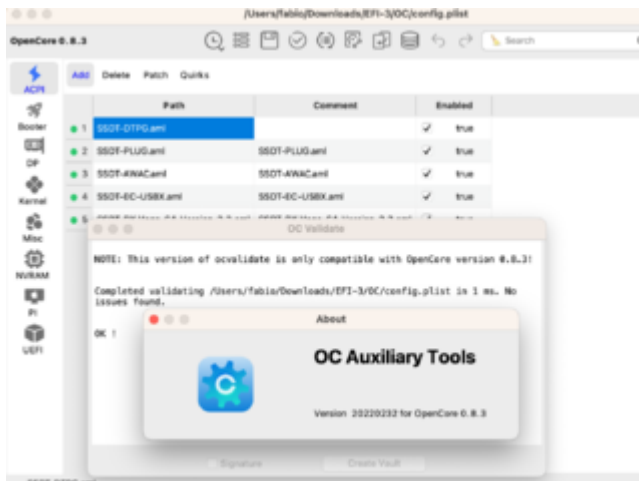 /Users/fabio/Downloads/EFI-3/OC/config.plist
OpenCore 0.8.3
Search
ACPI
Booter
DP
Kernel
Misc
NVRAM
PI
UEFI
Add Delete Patch Quirks
Path Comment Enabled
1 SSDT-DTPG.aml true
2 SSDT-PLUG.aml SSDT-PLUG.aml true
3 SSDT-AWAC.aml SSDT-AWAC.aml true
4 SSDT-EC-USBX.aml SSDT-EC-USBX.aml true
5
OC Validate
NOTE: This version of ocvalidate is only compatible with OpenCore version 0.8.3!
Completed validating /Users/fabio/Downloads/EFI-3/OC/config.plist in 1 ms. No
issues found.
OK !
About
OC Auxiliary Tools
Version 20220232 for OpenCore 0.8.3
Signature Create Vault